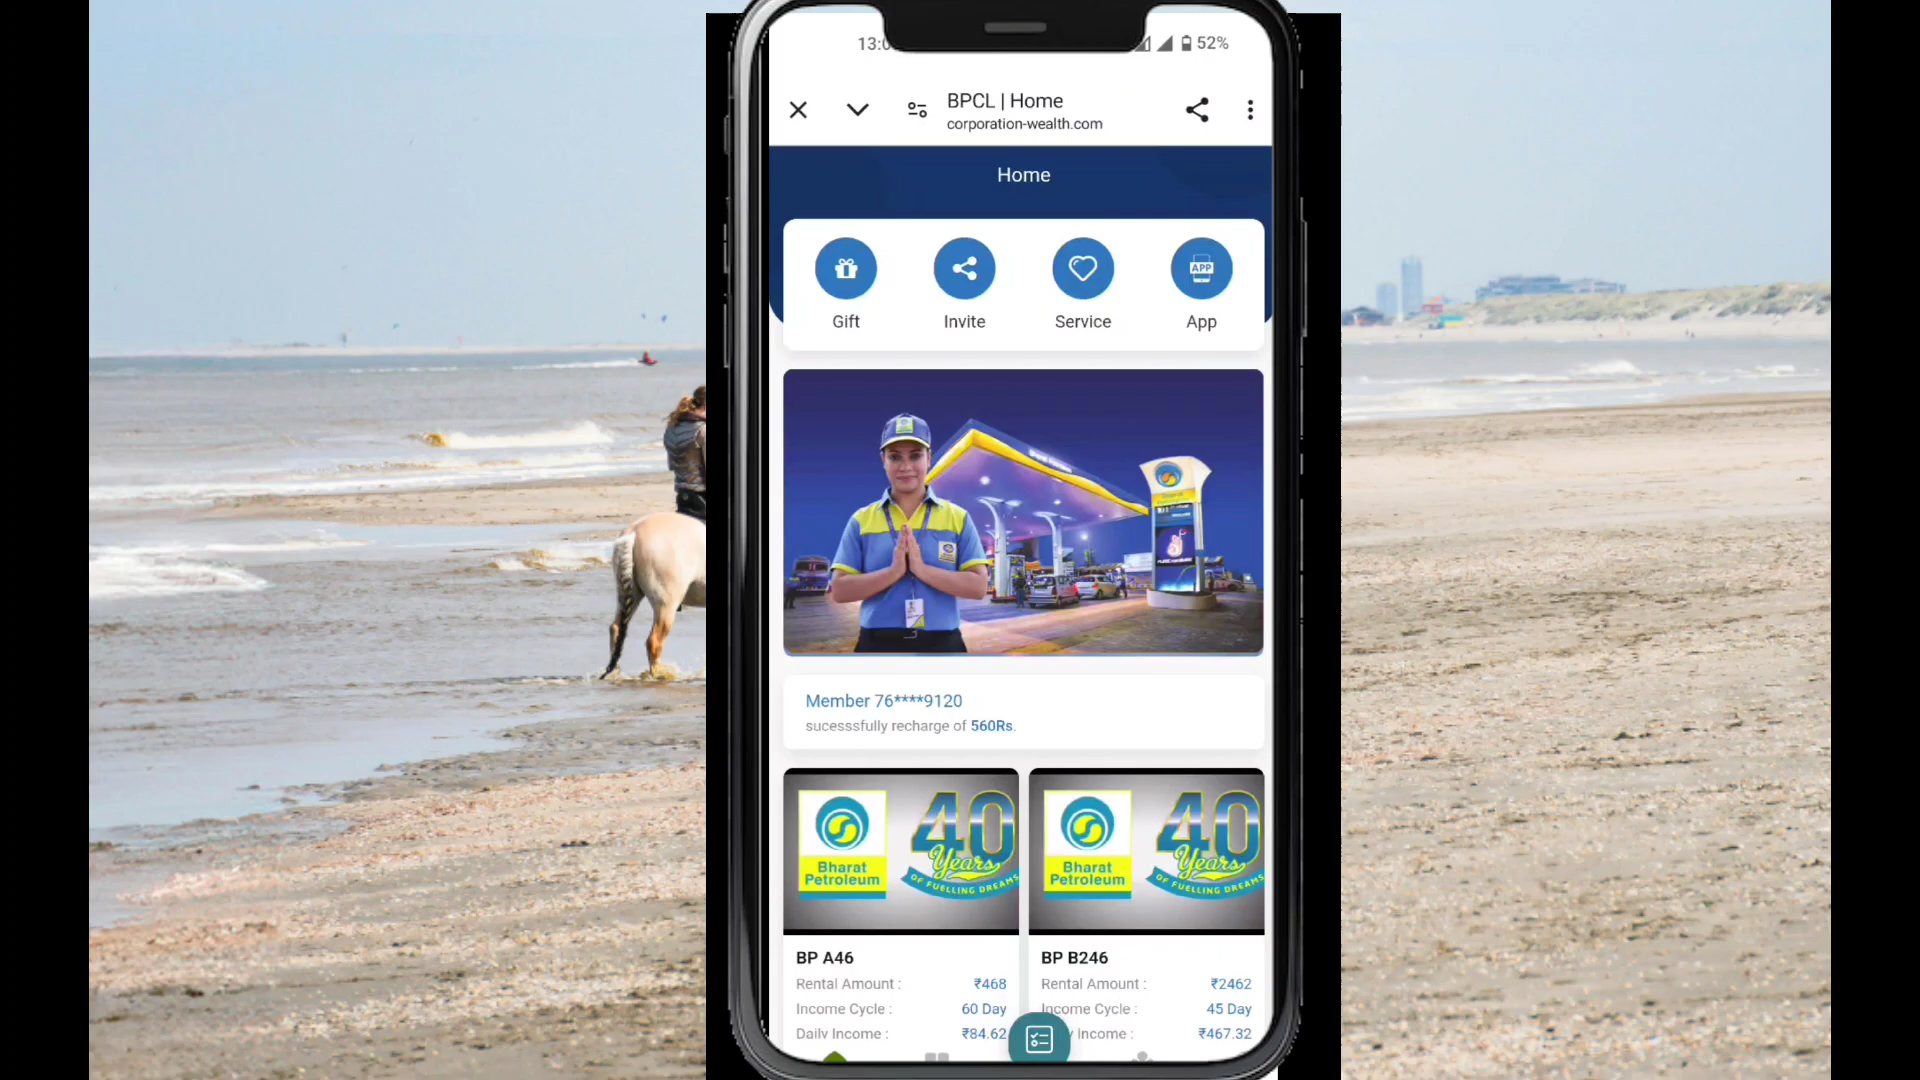 52%
BPCL | Home
corporation-wealth.com
Home
APP
Gift
Invite
Service
App
Member 76****9120
sucesssfully recharge of 560Rs.
Bharat
Petroleum
40
Years
OF FUELLING DREAMS
Bharat
Petroleum
40
Years
OF FUELLING DREAMS
BP A46
Rental Amount : ₹468
Income Cycle : 60 Day
Daily Income : ₹84.62
BP B246
Rental Amount : ₹2462
Income Cycle : 45 Day
Income : ₹467.32